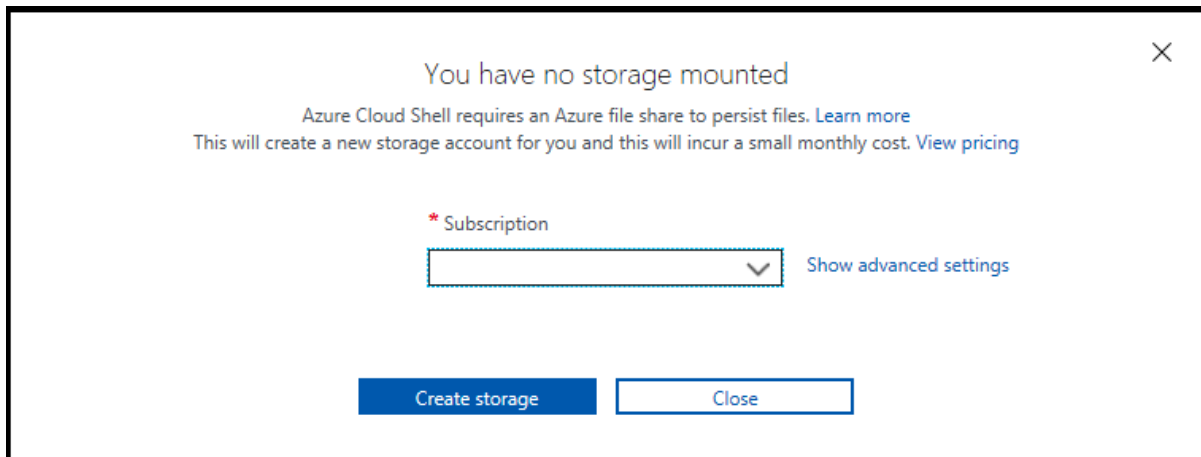 You have no storage mounted
Azure Cloud Shell requires an Azure file share to persist files. Learn more
This will create a new storage account for you and this will incur a small monthly cost. View pricing
* Subscription
Show advanced settings
Create storage
Close